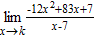 lim x→k (-12x²+83x+7)/(x-7)